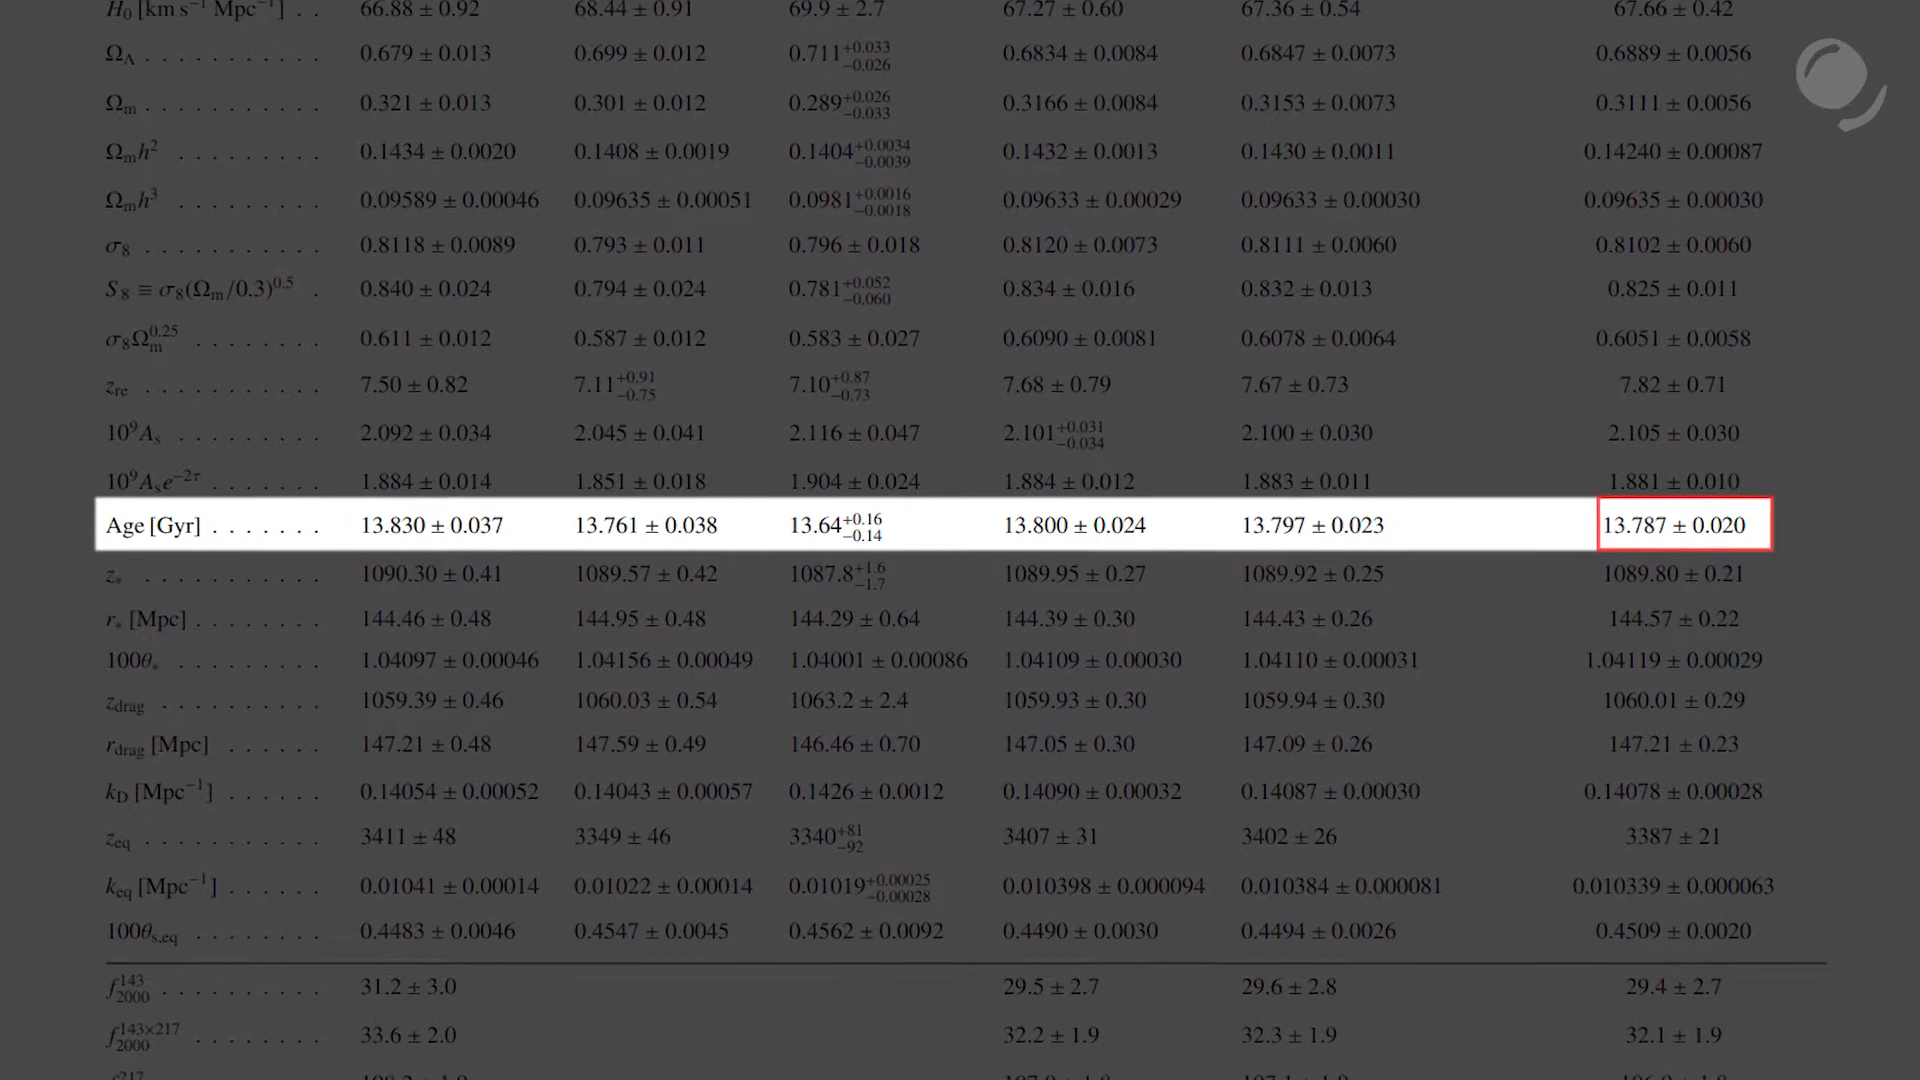 H₀ [km s⁻¹ Mpc⁻¹] . . 66.88 ± 0.92 68.44 ± 0.91 69.9 ± 2.7 67.27 ± 0.60 67.36 ± 0.54 67.66 ± 0.42
Ω_Λ . . . . . . . . . . . 0.679 ± 0.013 0.699 ± 0.012 0.711 +0.033 −0.026 0.6834 ± 0.0084 0.6847 ± 0.0073 0.6889 ± 0.0056
Ω_m . . . . . . . . . . . 0.321 ± 0.013 0.301 ± 0.012 0.289 +0.026 −0.033 0.3166 ± 0.0084 0.3153 ± 0.0073 0.3111 ± 0.0056
Ω_m h² . . . . . . . . . 0.1434 ± 0.0020 0.1408 ± 0.0019 0.1404 +0.0034 −0.0039 0.1432 ± 0.0013 0.1430 ± 0.0011 0.14240 ± 0.00087
Ω_m h³ . . . . . . . . . 0.09589 ± 0.00046 0.09635 ± 0.00051 0.0981 +0.0016 −0.0018 0.09633 ± 0.00029 0.09633 ± 0.00030 0.09635 ± 0.00030
σ₈ . . . . . . . . . . . 0.8118 ± 0.0089 0.793 ± 0.011 0.796 ± 0.018 0.8120 ± 0.0073 0.8111 ± 0.0060 0.8102 ± 0.0060
S₈ ≡ σ₈(Ω_m/0.3)^0.5 . 0.840 ± 0.024 0.794 ± 0.024 0.781 +0.052 −0.060 0.834 ± 0.016 0.832 ± 0.013 0.825 ± 0.011
σ₈Ω_m^0.25 . . . . . . . . 0.611 ± 0.012 0.587 ± 0.012 0.583 ± 0.027 0.6090 ± 0.0081 0.6078 ± 0.0064 0.6051 ± 0.0058
z_re . . . . . . . . . . . 7.50 ± 0.82 7.11 +0.91 −0.75 7.10 +0.87 −0.73 7.68 ± 0.79 7.67 ± 0.73 7.82 ± 0.71
10⁹A_s . . . . . . . . . 2.092 ± 0.034 2.045 ± 0.041 2.116 ± 0.047 2.101 +0.031 −0.034 2.100 ± 0.030 2.105 ± 0.030
10⁹A_s e^−2τ . . . . . . . 1.884 ± 0.014 1.851 ± 0.018 1.904 ± 0.024 1.884 ± 0.012 1.883 ± 0.011 1.881 ± 0.010
Age [Gyr] . . . . . . . 13.830 ± 0.037 13.761 ± 0.038 13.64 +0.16 −0.14 13.800 ± 0.024 13.797 ± 0.023 13.787 ± 0.020
z_* . . . . . . . . . . . 1090.30 ± 0.41 1089.57 ± 0.42 1087.8 +1.6 −1.7 1089.95 ± 0.27 1089.92 ± 0.25 1089.80 ± 0.21
r_* [Mpc] . . . . . . . . 144.46 ± 0.48 144.95 ± 0.48 144.29 ± 0.64 144.39 ± 0.30 144.43 ± 0.26 144.57 ± 0.22
100θ_* . . . . . . . . . 1.04097 ± 0.00046 1.04156 ± 0.00049 1.04001 ± 0.00086 1.04109 ± 0.00030 1.04110 ± 0.00031 1.04119 ± 0.00029
z_drag . . . . . . . . . . 1059.39 ± 0.46 1060.03 ± 0.54 1063.2 ± 2.4 1059.93 ± 0.30 1059.94 ± 0.30 1060.01 ± 0.29
r_drag [Mpc] . . . . . . 147.21 ± 0.48 147.59 ± 0.49 146.46 ± 0.70 147.05 ± 0.30 147.09 ± 0.26 147.21 ± 0.23
k_D [Mpc⁻¹] . . . . . . 0.14054 ± 0.00052 0.14043 ± 0.00057 0.1426 ± 0.0012 0.14090 ± 0.00032 0.14087 ± 0.00030 0.14078 ± 0.00028
z_eq . . . . . . . . . . . 3411 ± 48 3349 ± 46 3340 +81 −92 3407 ± 31 3402 ± 26 3387 ± 21
k_eq [Mpc⁻¹] . . . . . . 0.01041 ± 0.00014 0.01022 ± 0.00014 0.01019 +0.00025 −0.00028 0.010398 ± 0.000094 0.010384 ± 0.000081 0.010339 ± 0.000063
100θ_s,eq . . . . . . . . 0.4483 ± 0.0046 0.4547 ± 0.0045 0.4562 ± 0.0092 0.4490 ± 0.0030 0.4494 ± 0.0026 0.4509 ± 0.0020
f_2000^143 . . . . . . . . . . 31.2 ± 3.0 29.5 ± 2.7 29.6 ± 2.8 29.4 ± 2.7
f_2000^143×217 . . . . . . . . 33.6 ± 2.0 32.2 ± 1.9 32.3 ± 1.9 32.1 ± 1.9